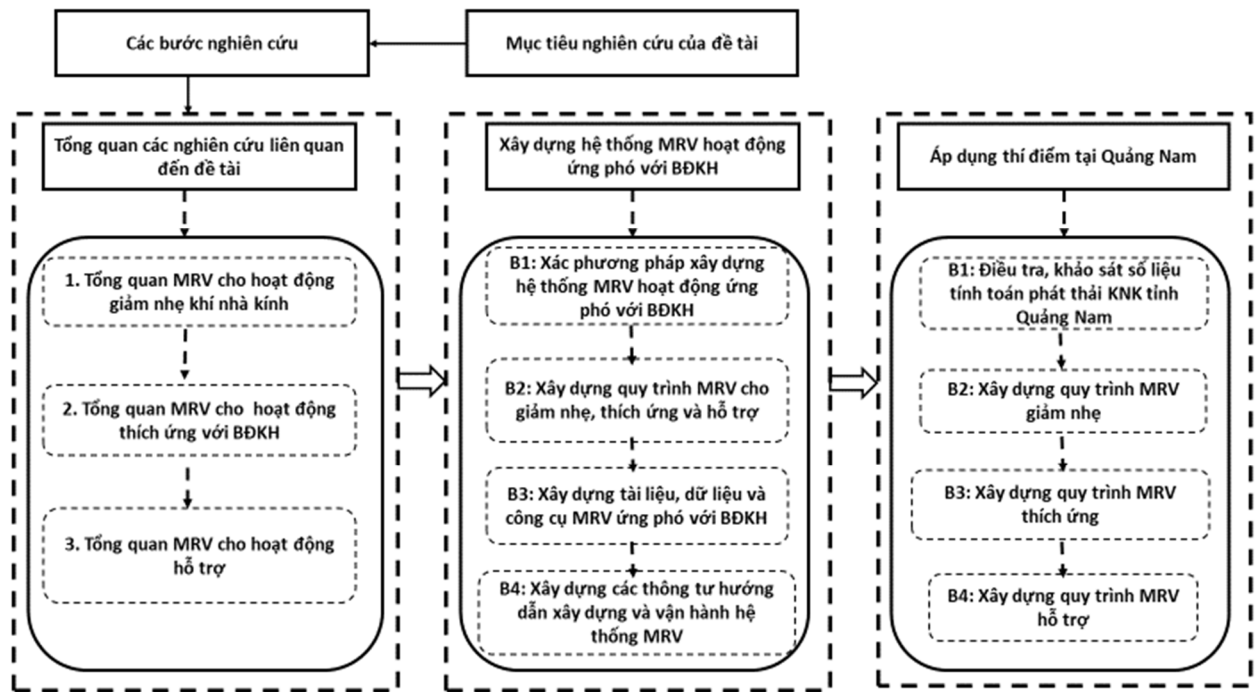 Các bước nghiên cứu
Mục tiêu nghiên cứu của đề tài
Tổng quan các nghiên cứu liên quan
đến đề tài
1. Tổng quan MRV cho hoạt động
giảm nhẹ khí nhà kính
2. Tổng quan MRV cho hoạt động
thích ứng với BĐKH
3. Tổng quan MRV cho hoạt động
hỗ trợ
Xây dựng hệ thống MRV hoạt động
ứng phó với BĐKH
B1: Xác phương pháp xây dựng
hệ thống MRV hoạt động ứng
phó với BĐKH
B2: Xây dựng quy trình MRV cho
giảm nhẹ, thích ứng và hỗ trợ
B3: Xây dựng tài liệu, dữ liệu và
công cụ MRV ứng phó với BĐKH
B4: Xây dựng các thông tư hướng
dẫn xây dựng và vận hành hệ
thống MRV
Áp dụng thí điểm tại Quảng Nam
B1: Điều tra, khảo sát số liệu
tính toán phát thải KNK tỉnh
Quảng Nam
B2: Xây dựng quy trình MRV
giảm nhẹ
B3: Xây dựng quy trình MRV
thích ứng
B4: Xây dựng quy trình MRV
hỗ trợ